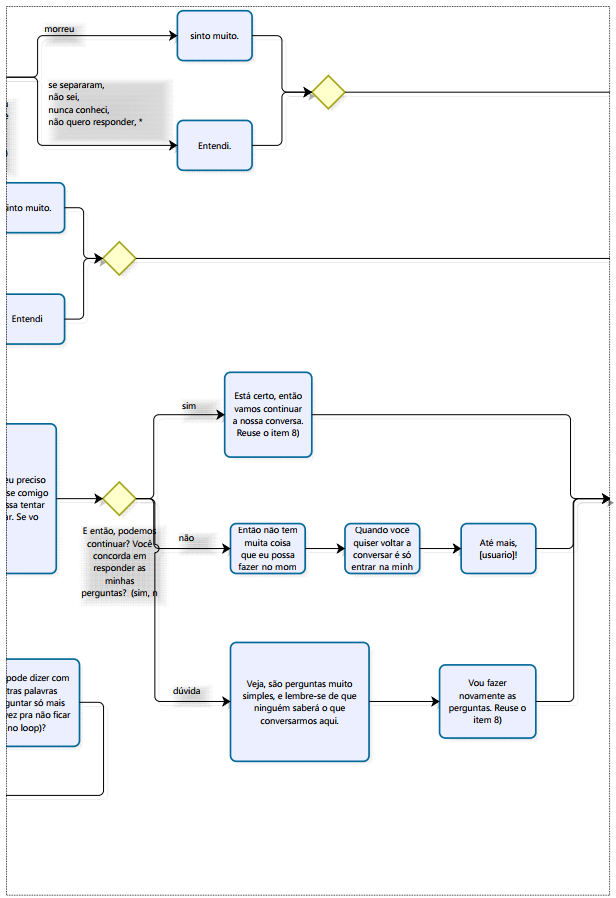 morreu
sinto muito.
se separaram,
não sei,
nunca conheci,
não quero responder, *
Entendi.
)
into muito.
Entendi
sim
Está certo, então
vamos continuar
a nossa conversa.
Reuse o item 8)
eu preciso
se comigo
ssa tentar
ar. Se vo
E então, podemos
continuar? Você
concorda em
responder as
minhas
perguntas? (sim, n
não
Então não tem
muita coisa
que eu possa
fazer no mom
Quando você
quiser voltar a
conversar é só
entrar na minh
Até mais,
[usuario]!
dúvida
Veja, são perguntas muito
simples, e lembre-se de que
ninguém saberá o que
conversarmos aqui.
Vou fazer
novamente as
perguntas. Reuse o
item 8)
pode dizer com
tras palavras
guntar só mais
vez pra não ficar
no loop)?